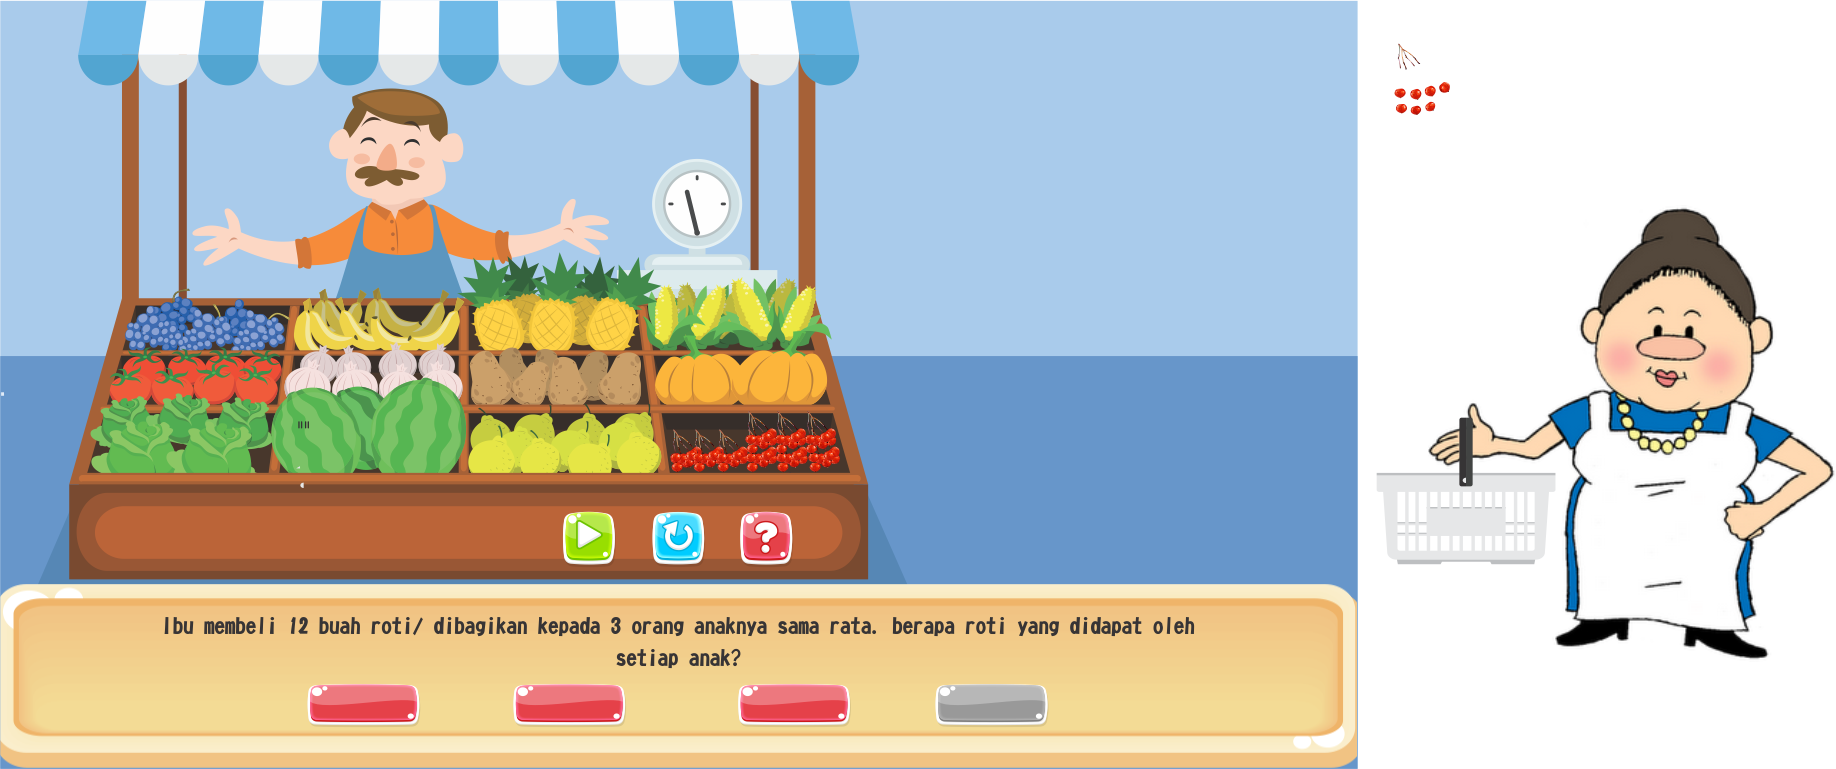 ?
Ibu membeli 12 buah roti/ dibagikan kepada 3 orang anaknya sama rata. berapa roti yang didapat oleh
setiap anak?